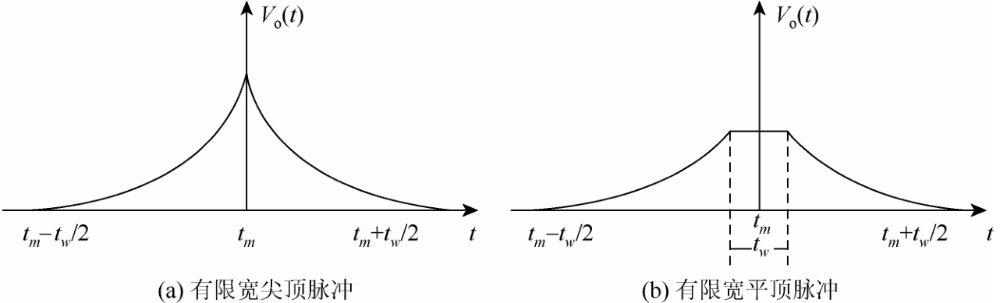 V_o(t)
t_m−t_w/2
t_m
t_m+t_w/2
t
(a) 有限宽尖顶脉冲
V_o(t)
t_m−t_w/2
t_m
t_w
t_m+t_w/2
t
(b) 有限宽平顶脉冲